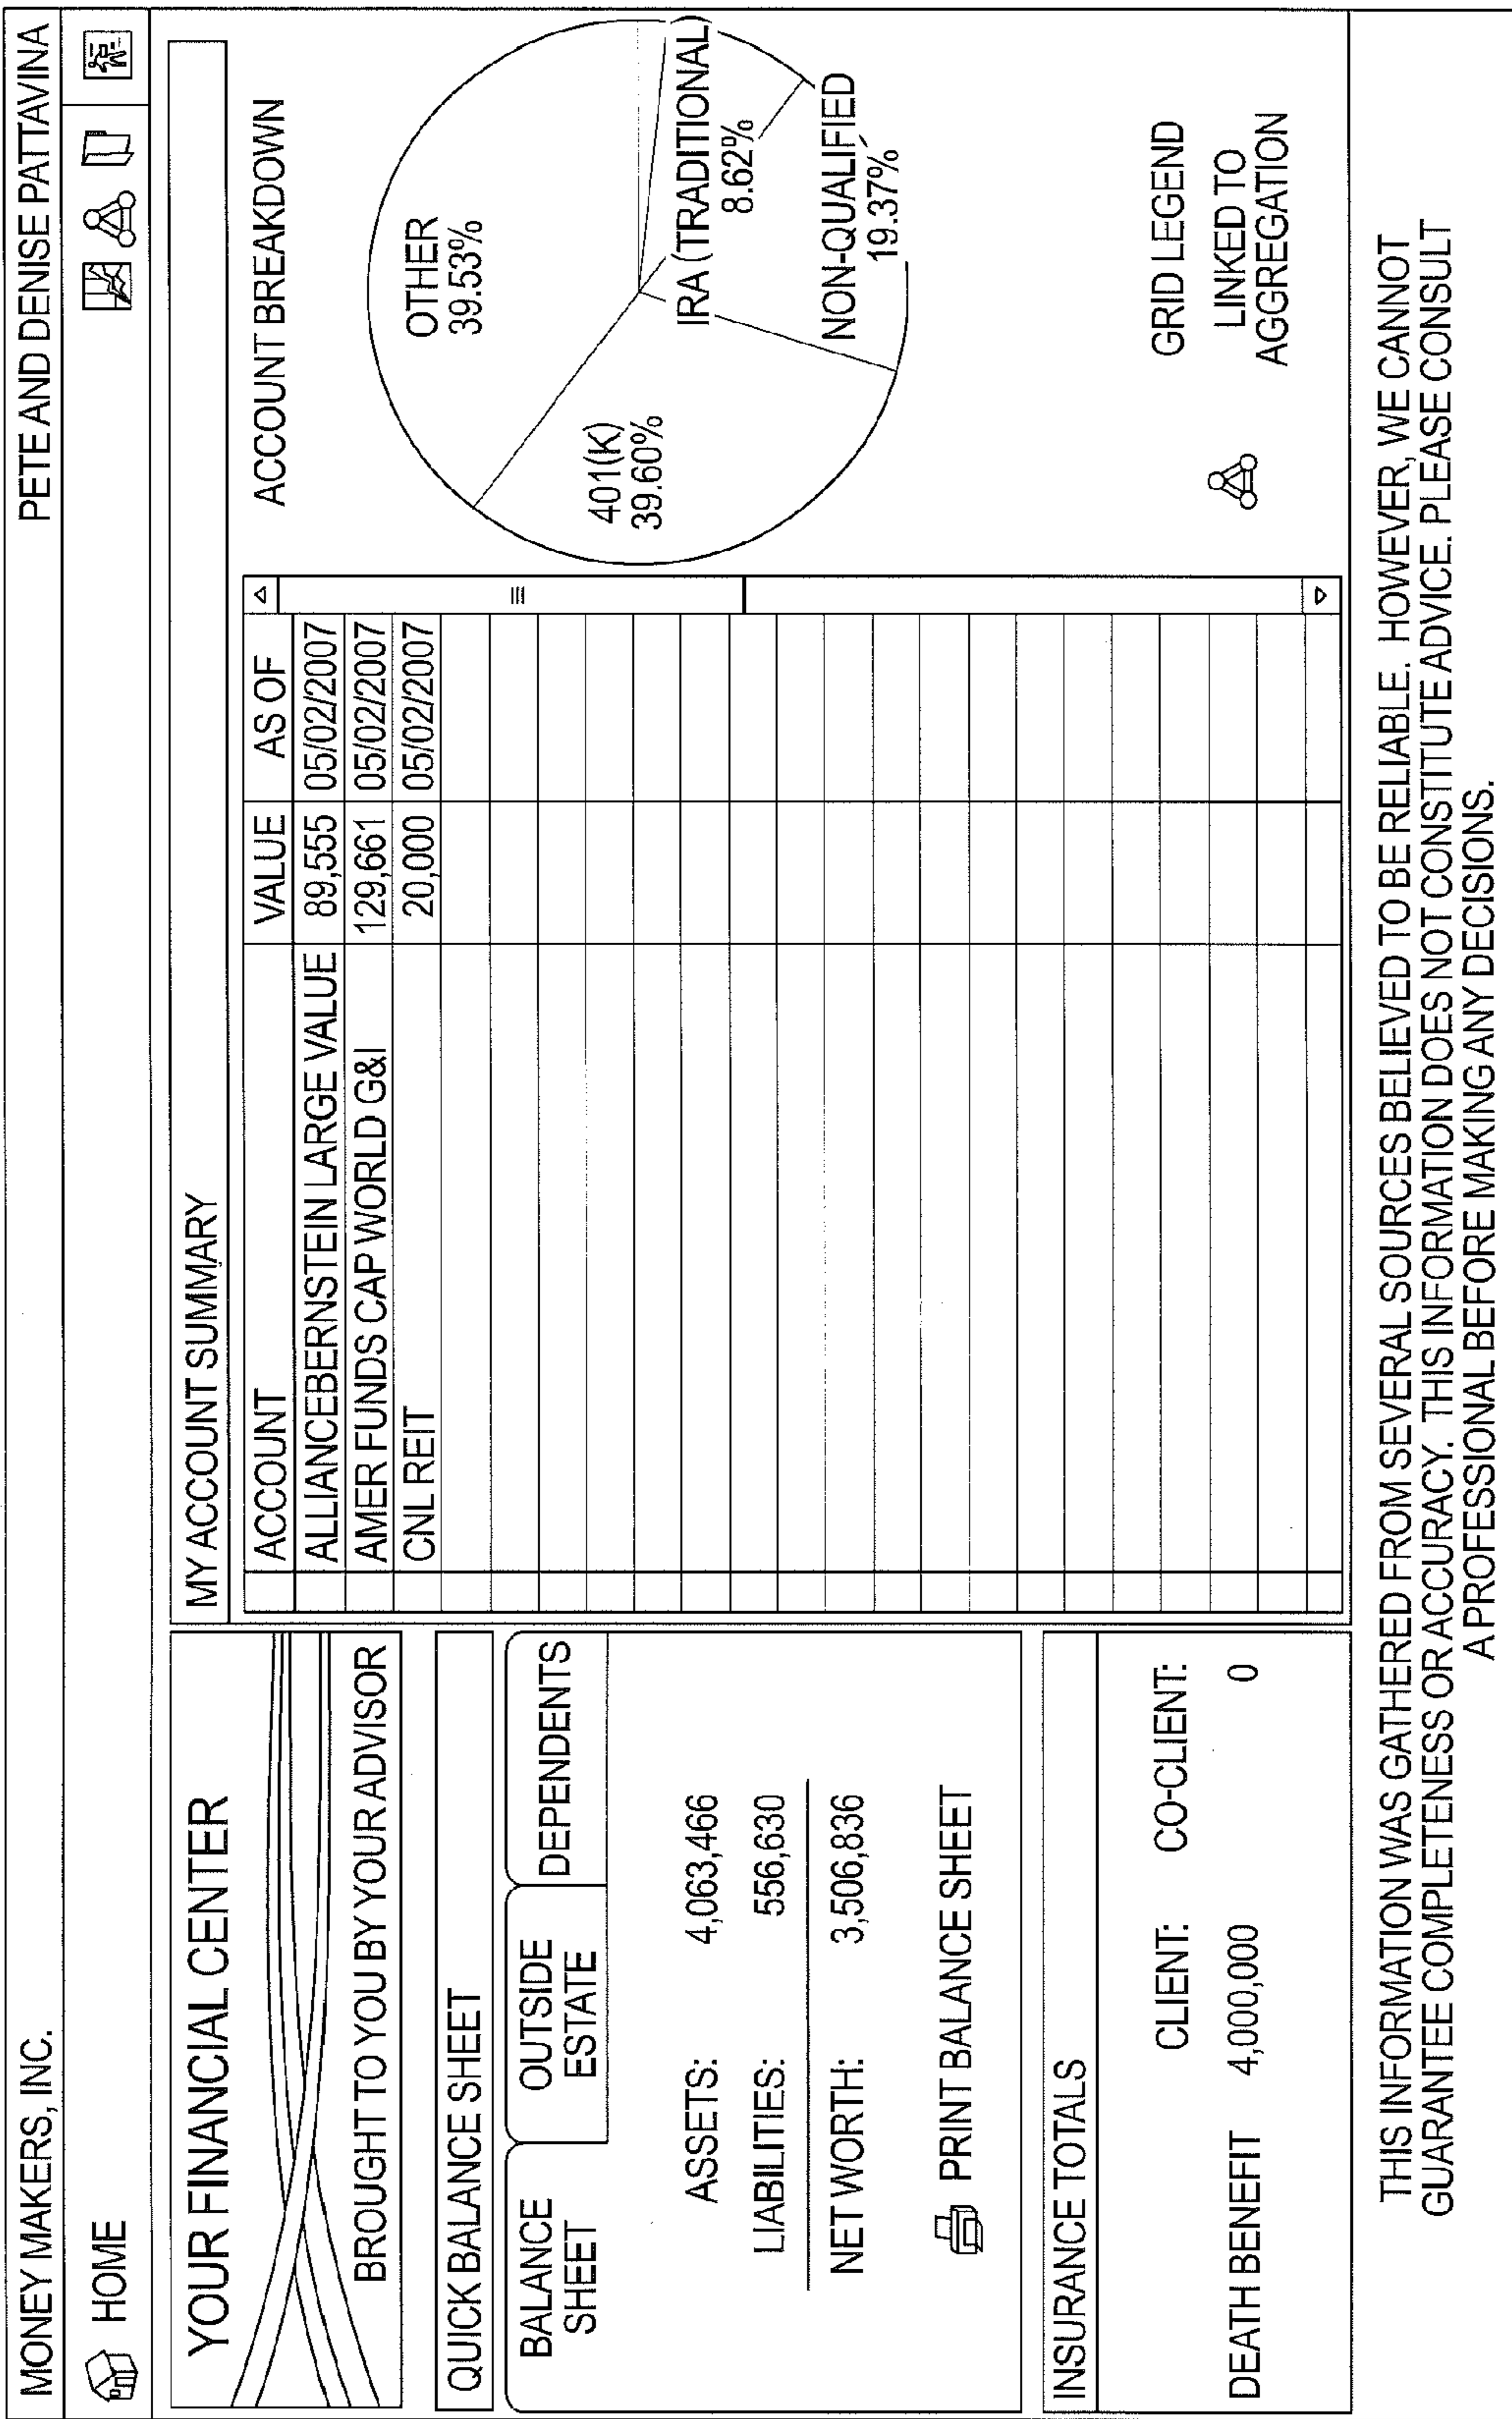 MONEY MAKERS, INC.
PETE AND DENISE PATTAVINA
HOME
YOUR FINANCIAL CENTER
BROUGHT TO YOU BY YOUR ADVISOR
QUICK BALANCE SHEET
BALANCE
SHEET
OUTSIDE
ESTATE
DEPENDENTS
ASSETS: 4,063,466
LIABILITIES: 556,630
NET WORTH: 3,506,836
PRINT BALANCE SHEET
INSURANCE TOTALS
CLIENT: CO-CLIENT:
DEATH BENEFIT 4,000,000 0
MY ACCOUNT SUMMARY
ACCOUNT VALUE AS OF
ALLIANCEBERNSTEIN LARGE VALUE 89,555 05/02/2007
AMER FUNDS CAP WORLD G&I 129,661 05/02/2007
CNL REIT 20,000 05/02/2007
ACCOUNT BREAKDOWN
OTHER
39.53%
401(K)
39.60%
IRA (TRADITIONAL)
8.62%
NON-QUALIFIED
19.37%
GRID LEGEND
LINKED TO
AGGREGATION
THIS INFORMATION WAS GATHERED FROM SEVERAL SOURCES BELIEVED TO BE RELIABLE. HOWEVER, WE CANNOT
GUARANTEE COMPLETENESS OR ACCURACY. THIS INFORMATION DOES NOT CONSTITUTE ADVICE. PLEASE CONSULT
A PROFESSIONAL BEFORE MAKING ANY DECISIONS.